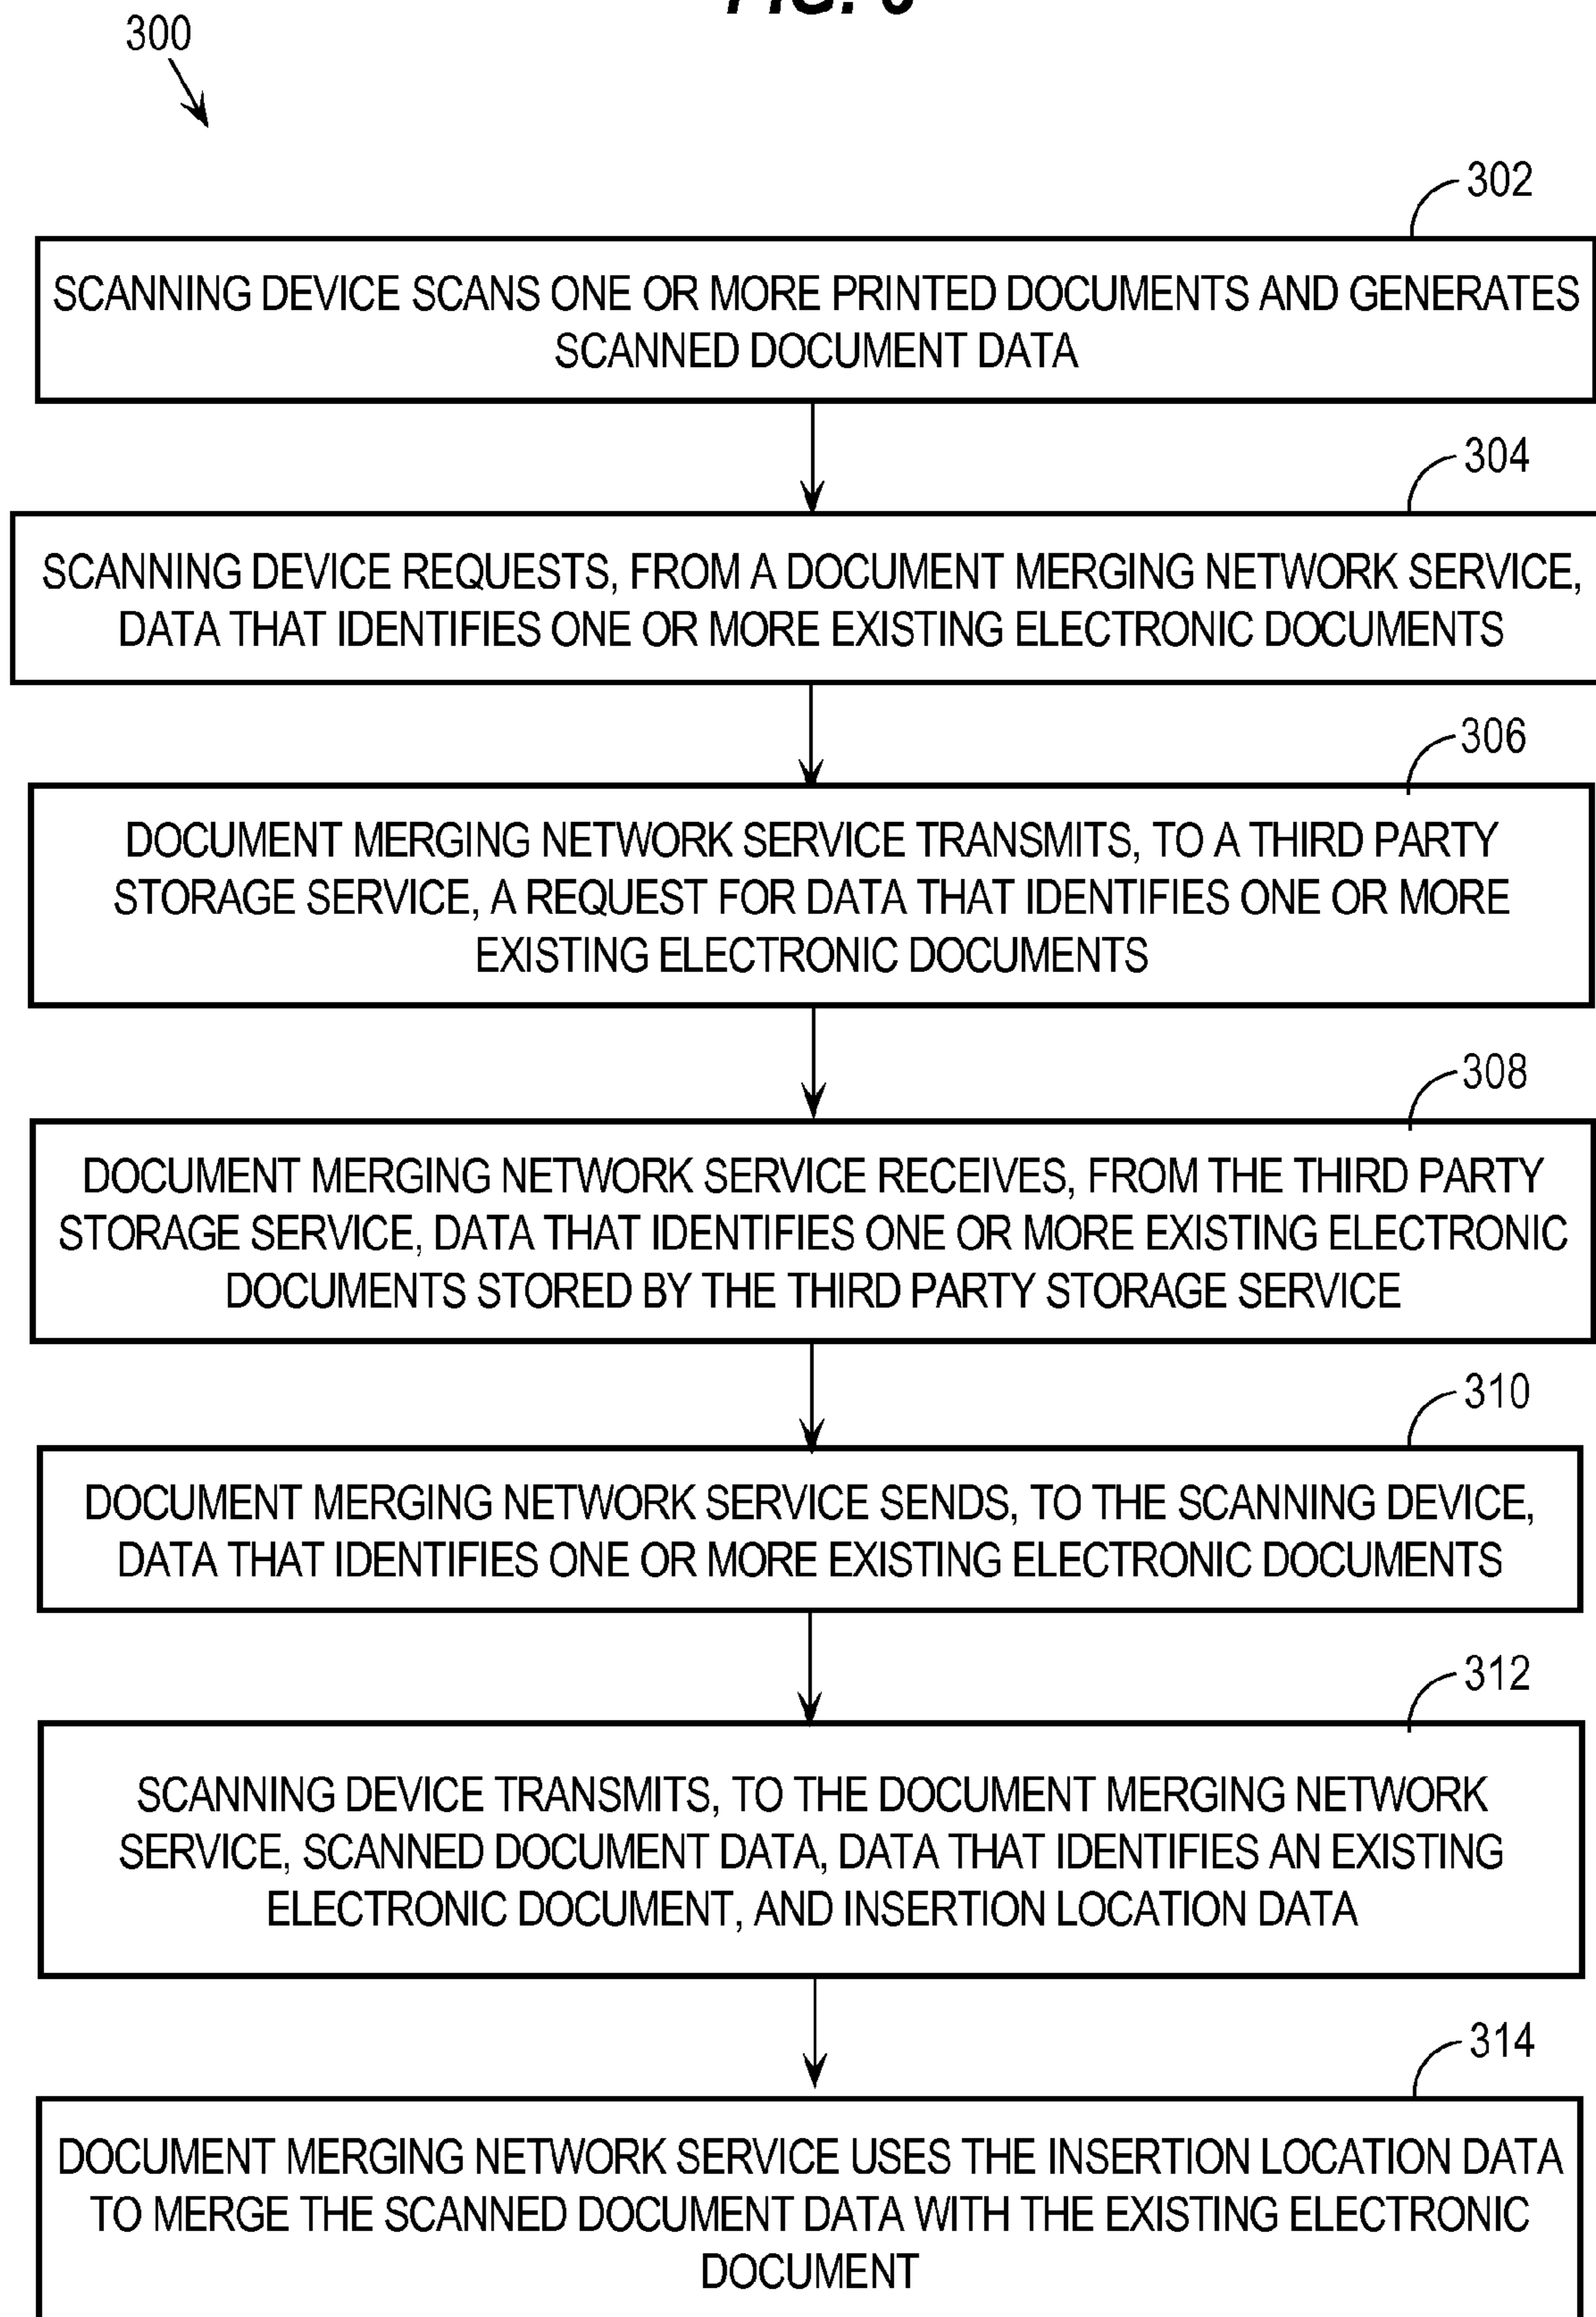 FIG.
300
302
SCANNING DEVICE SCANS ONE OR MORE PRINTED DOCUMENTS AND GENERATES
SCANNED DOCUMENT DATA
304
SCANNING DEVICE REQUESTS, FROM A DOCUMENT MERGING NETWORK SERVICE,
DATA THAT IDENTIFIES ONE OR MORE EXISTING ELECTRONIC DOCUMENTS
306
DOCUMENT MERGING NETWORK SERVICE TRANSMITS, TO A THIRD PARTY
STORAGE SERVICE, A REQUEST FOR DATA THAT IDENTIFIES ONE OR MORE
EXISTING ELECTRONIC DOCUMENTS
308
DOCUMENT MERGING NETWORK SERVICE RECEIVES, FROM THE THIRD PARTY
STORAGE SERVICE, DATA THAT IDENTIFIES ONE OR MORE EXISTING ELECTRONIC
DOCUMENTS STORED BY THE THIRD PARTY STORAGE SERVICE
310
DOCUMENT MERGING NETWORK SERVICE SENDS, TO THE SCANNING DEVICE,
DATA THAT IDENTIFIES ONE OR MORE EXISTING ELECTRONIC DOCUMENTS
312
SCANNING DEVICE TRANSMITS, TO THE DOCUMENT MERGING NETWORK
SERVICE, SCANNED DOCUMENT DATA, DATA THAT IDENTIFIES AN EXISTING
ELECTRONIC DOCUMENT, AND INSERTION LOCATION DATA
314
DOCUMENT MERGING NETWORK SERVICE USES THE INSERTION LOCATION DATA
TO MERGE THE SCANNED DOCUMENT DATA WITH THE EXISTING ELECTRONIC
DOCUMENT